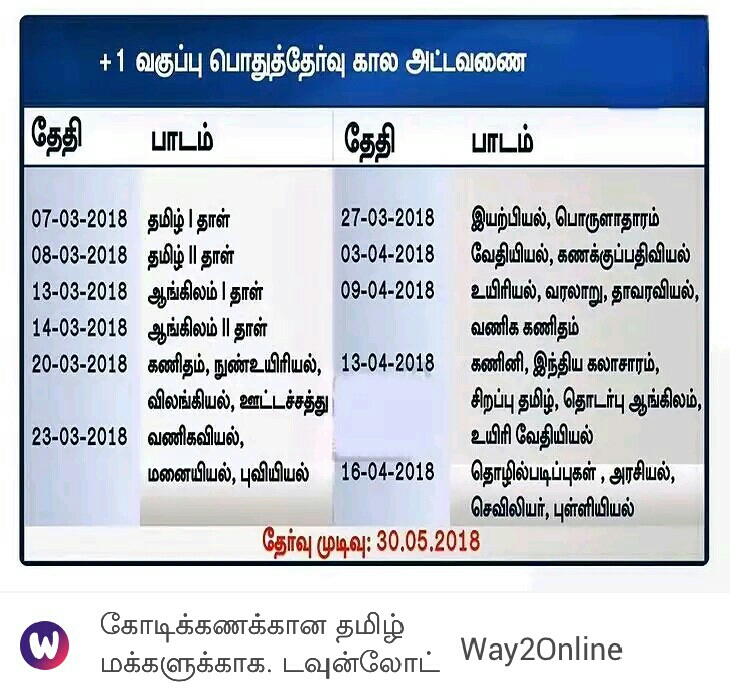 +1 வகுப்பு பொதுத்தேர்வு கால அட்டவணை
தேதி பாடம் தேதி பாடம்
07-03-2018 தமிழ் I தாள் 27-03-2018 இயற்பியல், பொருளாதாரம்
08-03-2018 தமிழ் II தாள் 03-04-2018 வேதியியல், கணக்குப்பதிவியல்
13-03-2018 ஆங்கிலம் I தாள் 09-04-2018 உயிரியல், வரலாறு, தாவரவியல்,
14-03-2018 ஆங்கிலம் II தாள் வணிக கணிதம்
20-03-2018 கணிதம், நுண்உயிரியல், 13-04-2018 கணினி, இந்திய கலாசாரம்,
விலங்கியல், ஊட்டச்சத்து சிறப்பு தமிழ், தொடர்பு ஆங்கிலம்,
23-03-2018 வணிகவியல், உயிரி வேதியியல்
மனையியல், புவியியல் 16-04-2018 தொழில்படிப்புகள் , அரசியல்,
செவிலியர், புள்ளியியல்
தேர்வு முடிவு: 30.05.2018
W கோடிக்கணக்கான தமிழ்
மக்களுக்காக. டவுன்லோட் Way2Online